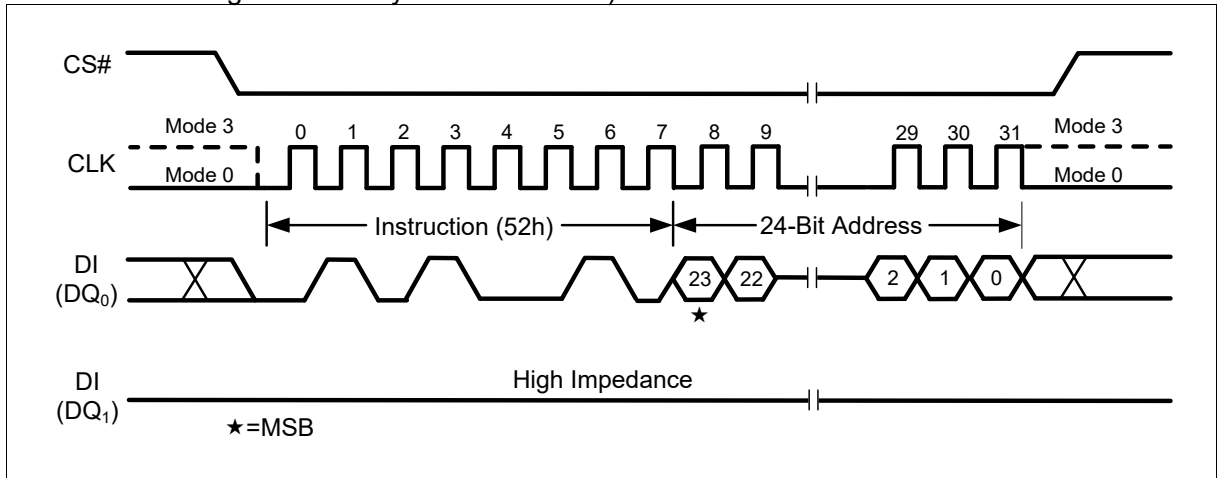 CS#
Mode 3 0 1 2 3 4 5 6 7 8 9 29 30 31 Mode 3
CLK
Mode 0 Mode 0
Instruction (52h) 24-Bit Address
DI
(DQ₀) 23 22 2 1 0
★
DI
(DQ₁) High Impedance
★=MSB